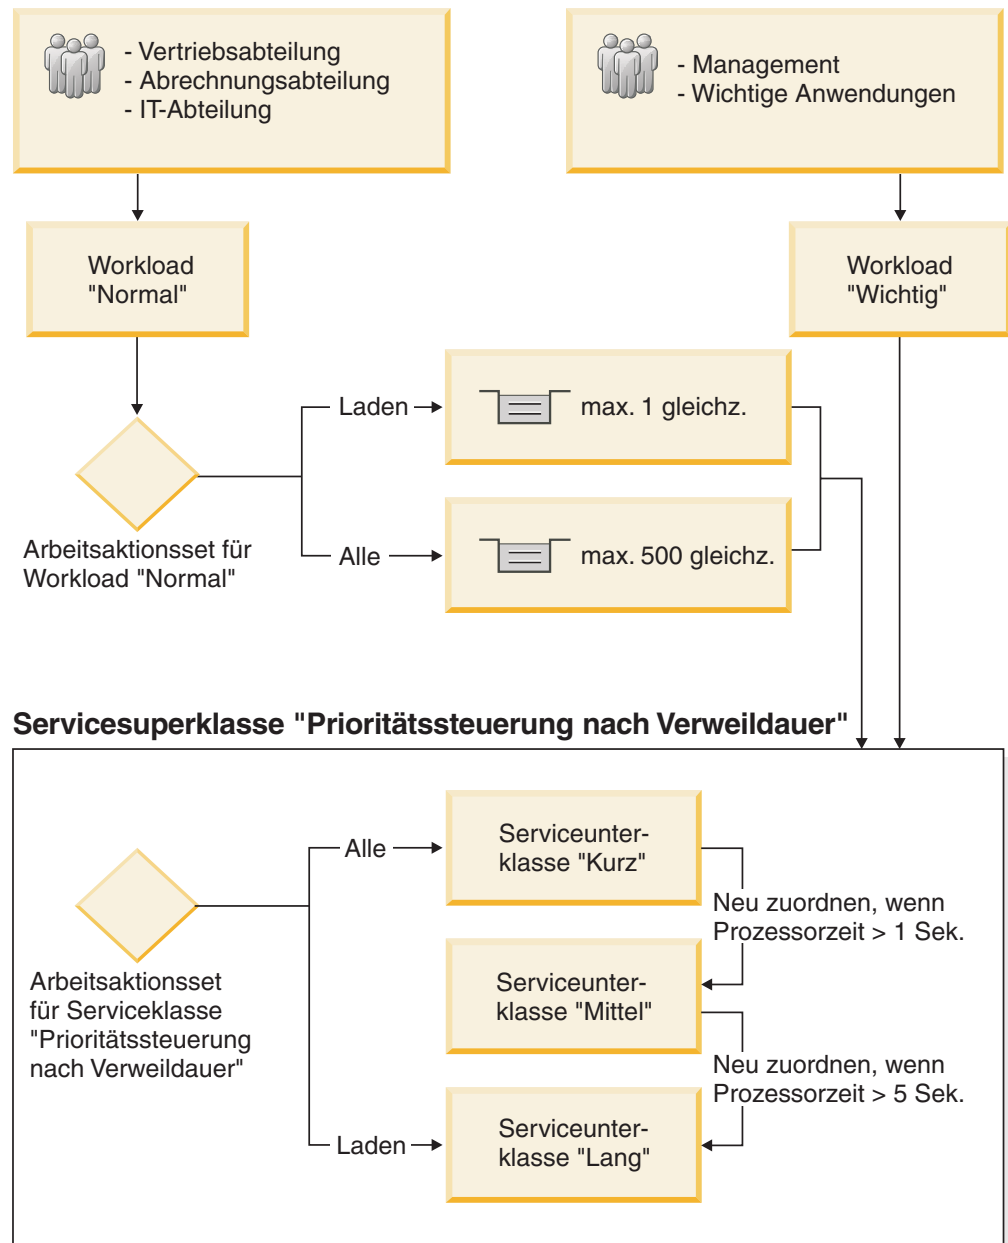 - Vertriebsabteilung
- Abrechnungsabteilung
- IT-Abteilung
- Management
- Wichtige Anwendungen
Workload
"Normal"
Workload
"Wichtig"
Laden
max. 1 gleichz.
Alle
max. 500 gleichz.
Arbeitsaktionsset für
Workload "Normal"
Servicesuperklasse "Prioritätssteuerung nach Verweildauer"
Alle
Serviceunter-
klasse "Kurz"
Neu zuordnen, wenn
Prozessorzeit > 1 Sek.
Arbeitsaktionsset
für Serviceklasse
"Prioritätssteuerung
nach Verweildauer"
Serviceunter-
klasse "Mittel"
Neu zuordnen, wenn
Prozessorzeit > 5 Sek.
Laden
Serviceunter-
klasse "Lang"